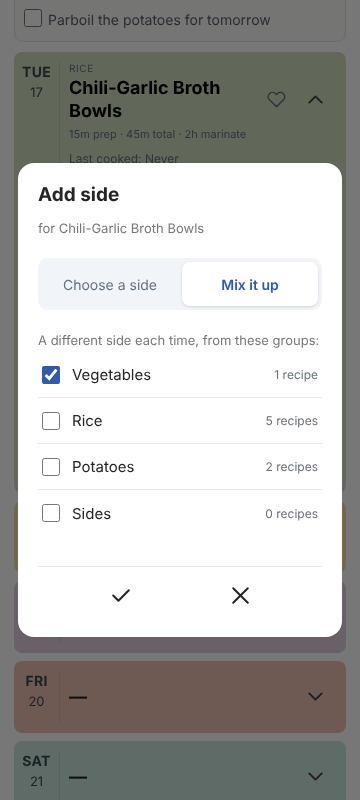 Parboil the potatoes for tomorrow
TUE
17
RICE
Chili-Garlic Broth
Bowls
15m prep · 45m total · 2h marinate
Last cooked: Never
Add side
for Chili-Garlic Broth Bowls
Choose a side
Mix it up
A different side each time, from these groups:
Vegetables
1 recipe
Rice
5 recipes
Potatoes
2 recipes
Sides
0 recipes
FRI
20
—
SAT
21
—